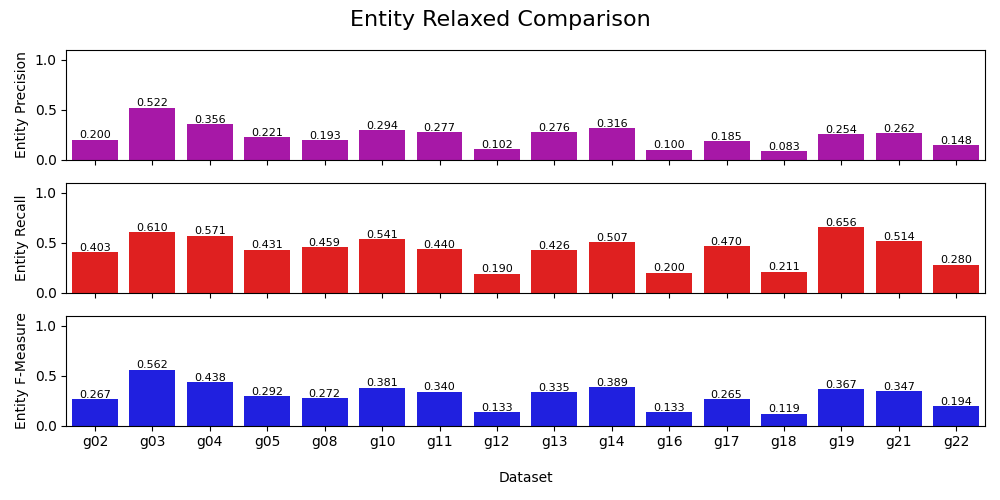 Entity Relaxed Comparison
Entity Precision
1.0
0.5
0.0
0.200 0.522 0.356 0.221 0.193 0.294 0.277 0.102 0.276 0.316 0.100 0.185 0.083 0.254 0.262 0.148
Entity Recall
1.0
0.5
0.0
0.403 0.610 0.571 0.431 0.459 0.541 0.440 0.190 0.426 0.507 0.200 0.470 0.211 0.656 0.514 0.280
Entity F-Measure
1.0
0.5
0.0
0.267 0.562 0.438 0.292 0.272 0.381 0.340 0.133 0.335 0.389 0.133 0.265 0.119 0.367 0.347 0.194
g02 g03 g04 g05 g08 g10 g11 g12 g13 g14 g16 g17 g18 g19 g21 g22
Dataset